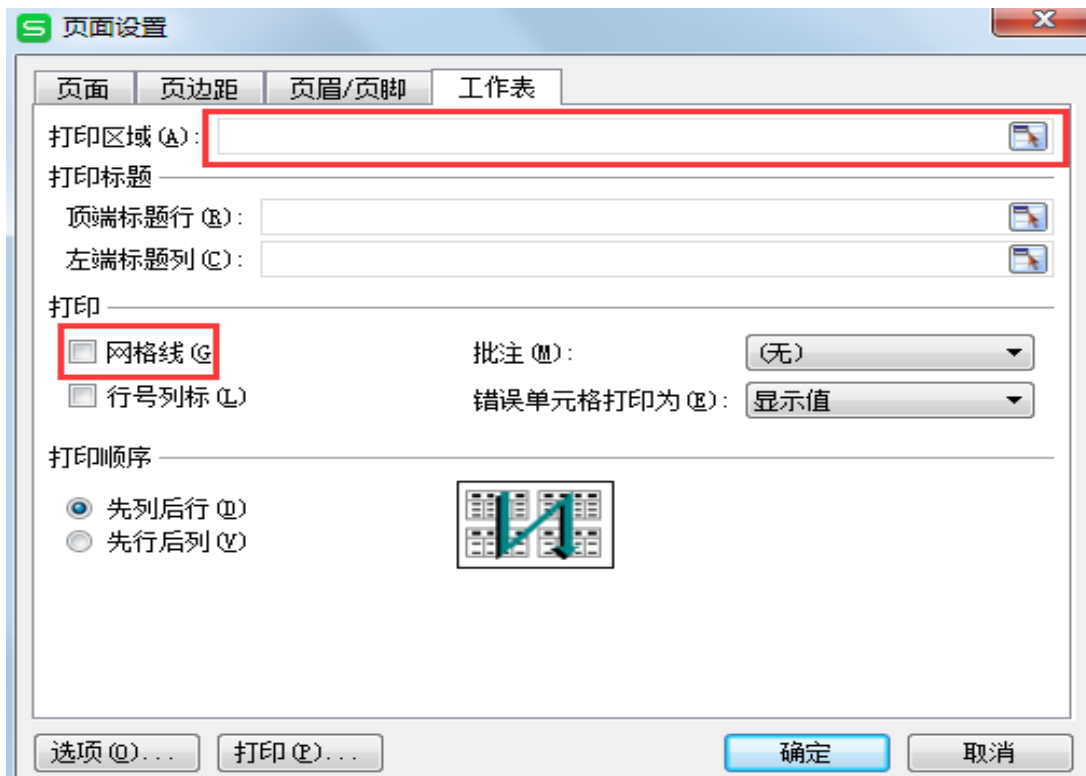 S 页面设置 X
页面 页边距 页眉/页脚 工作表
打印区域(A):
打印标题
顶端标题行(R):
左端标题列(C):
打印
网格线(G 批注(M): (无)
行号列标(L) 错误单元格打印为(E): 显示值
打印顺序
先列后行(D)
先行后列(V)
选项(O)... 打印(P)... 确定 取消